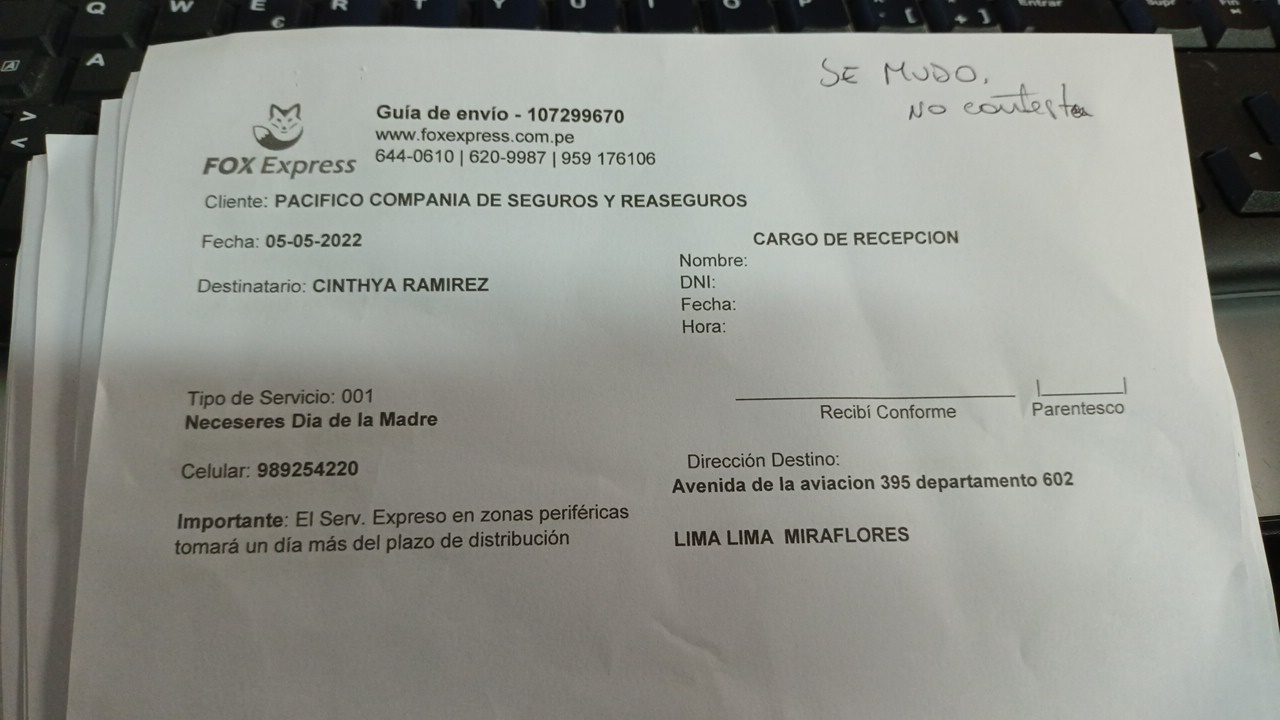 SE MUDO.
NO contesta
FOX Express
Guía de envío - 107299670
www.foxexpress.com.pe
644-0610 | 620-9987 | 959 176106
Cliente: PACIFICO COMPANIA DE SEGUROS Y REASEGUROS
Fecha: 05-05-2022
Destinatario: CINTHYA RAMIREZ
CARGO DE RECEPCION
Nombre:
DNI:
Fecha:
Hora:
Tipo de Servicio: 001
Neceseres Dia de la Madre
Recibí Conforme
Parentesco
Celular: 989254220
Dirección Destino:
Avenida de la aviacion 395 departamento 602
Importante: El Serv. Expreso en zonas periféricas
tomará un día más del plazo de distribución
LIMA LIMA MIRAFLORES